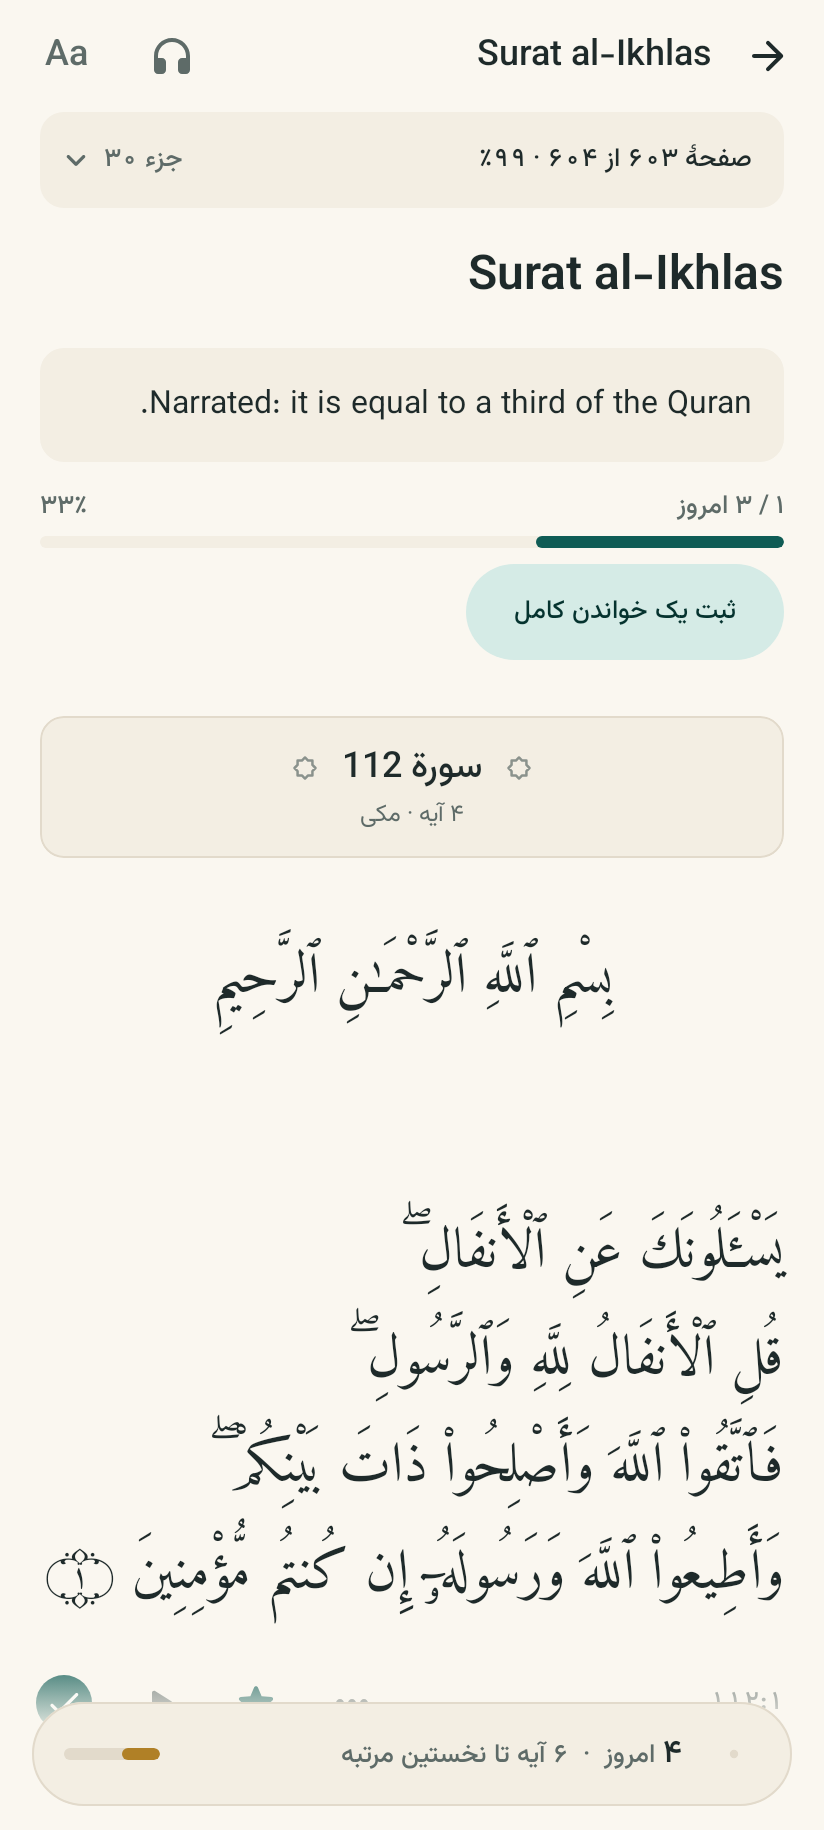 Surat al-Ikhlas
Aa
صفحهٔ ۶۰۳ از ۶۰۴ · ۹۹٪
جزء ۳۰
Surat al-Ikhlas
Narrated: it is equal to a third of the Quran.
۱ / ۳ امروز
۳۳٪
ثبت یک خواندن کامل
سورة 112
۴ آیه · مکی
بِسْمِ ٱللَّهِ ٱلرَّحْمَـٰنِ ٱلرَّحِيمِ
يَسْـَٔلُونَكَ عَنِ ٱلْأَنفَالِ ۖ
قُلِ ٱلْأَنفَالُ لِلَّهِ وَٱلرَّسُولِ ۖ
فَٱتَّقُوا۟ ٱللَّهَ وَأَصْلِحُوا۟ ذَاتَ بَيْنِكُمْ ۖ
وَأَطِيعُوا۟ ٱللَّهَ وَرَسُولَهُۥٓ إِن كُنتُم مُّؤْمِنِينَ ١
۱۱۲:۱
۴ امروز · ۶ آیه تا نخستین مرتبه